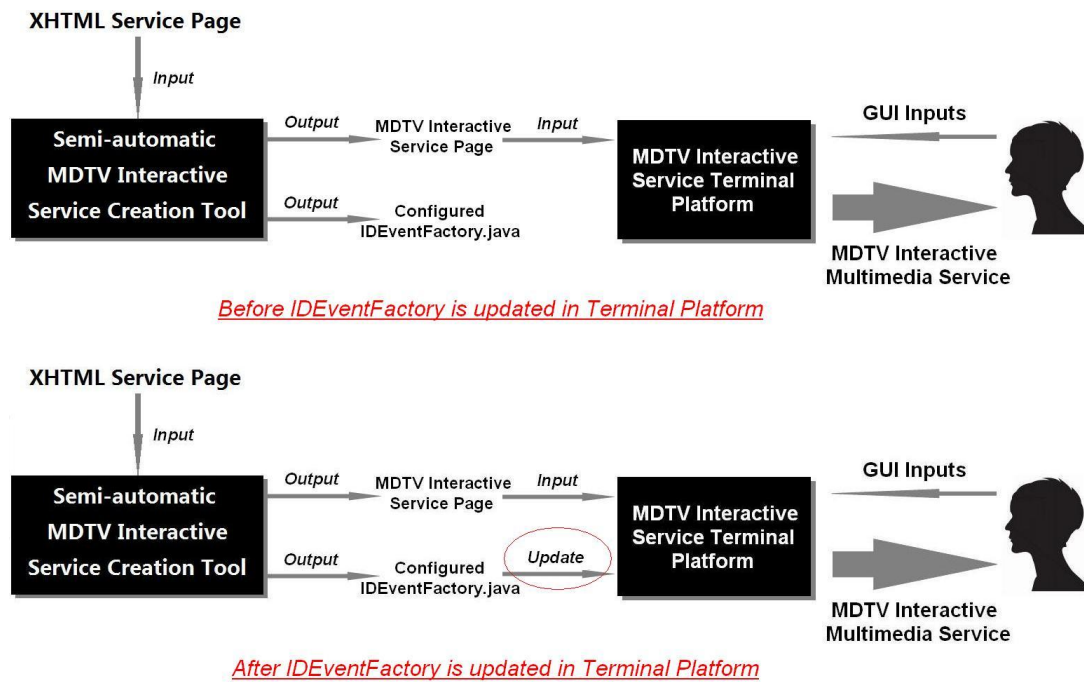 XHTML Service Page
Input
Semi-automatic
MDTV Interactive
Service Creation Tool
Output
MDTV Interactive
Service Page
Input
Output
Configured
IDEventFactory.java
MDTV Interactive
Service Terminal
Platform
GUI Inputs
MDTV Interactive
Multimedia Service
Before IDEventFactory is updated in Terminal Platform
XHTML Service Page
Input
Semi-automatic
MDTV Interactive
Service Creation Tool
Output
MDTV Interactive
Service Page
Input
Output
Configured
IDEventFactory.java
Update
MDTV Interactive
Service Terminal
Platform
GUI Inputs
MDTV Interactive
Multimedia Service
After IDEventFactory is updated in Terminal Platform